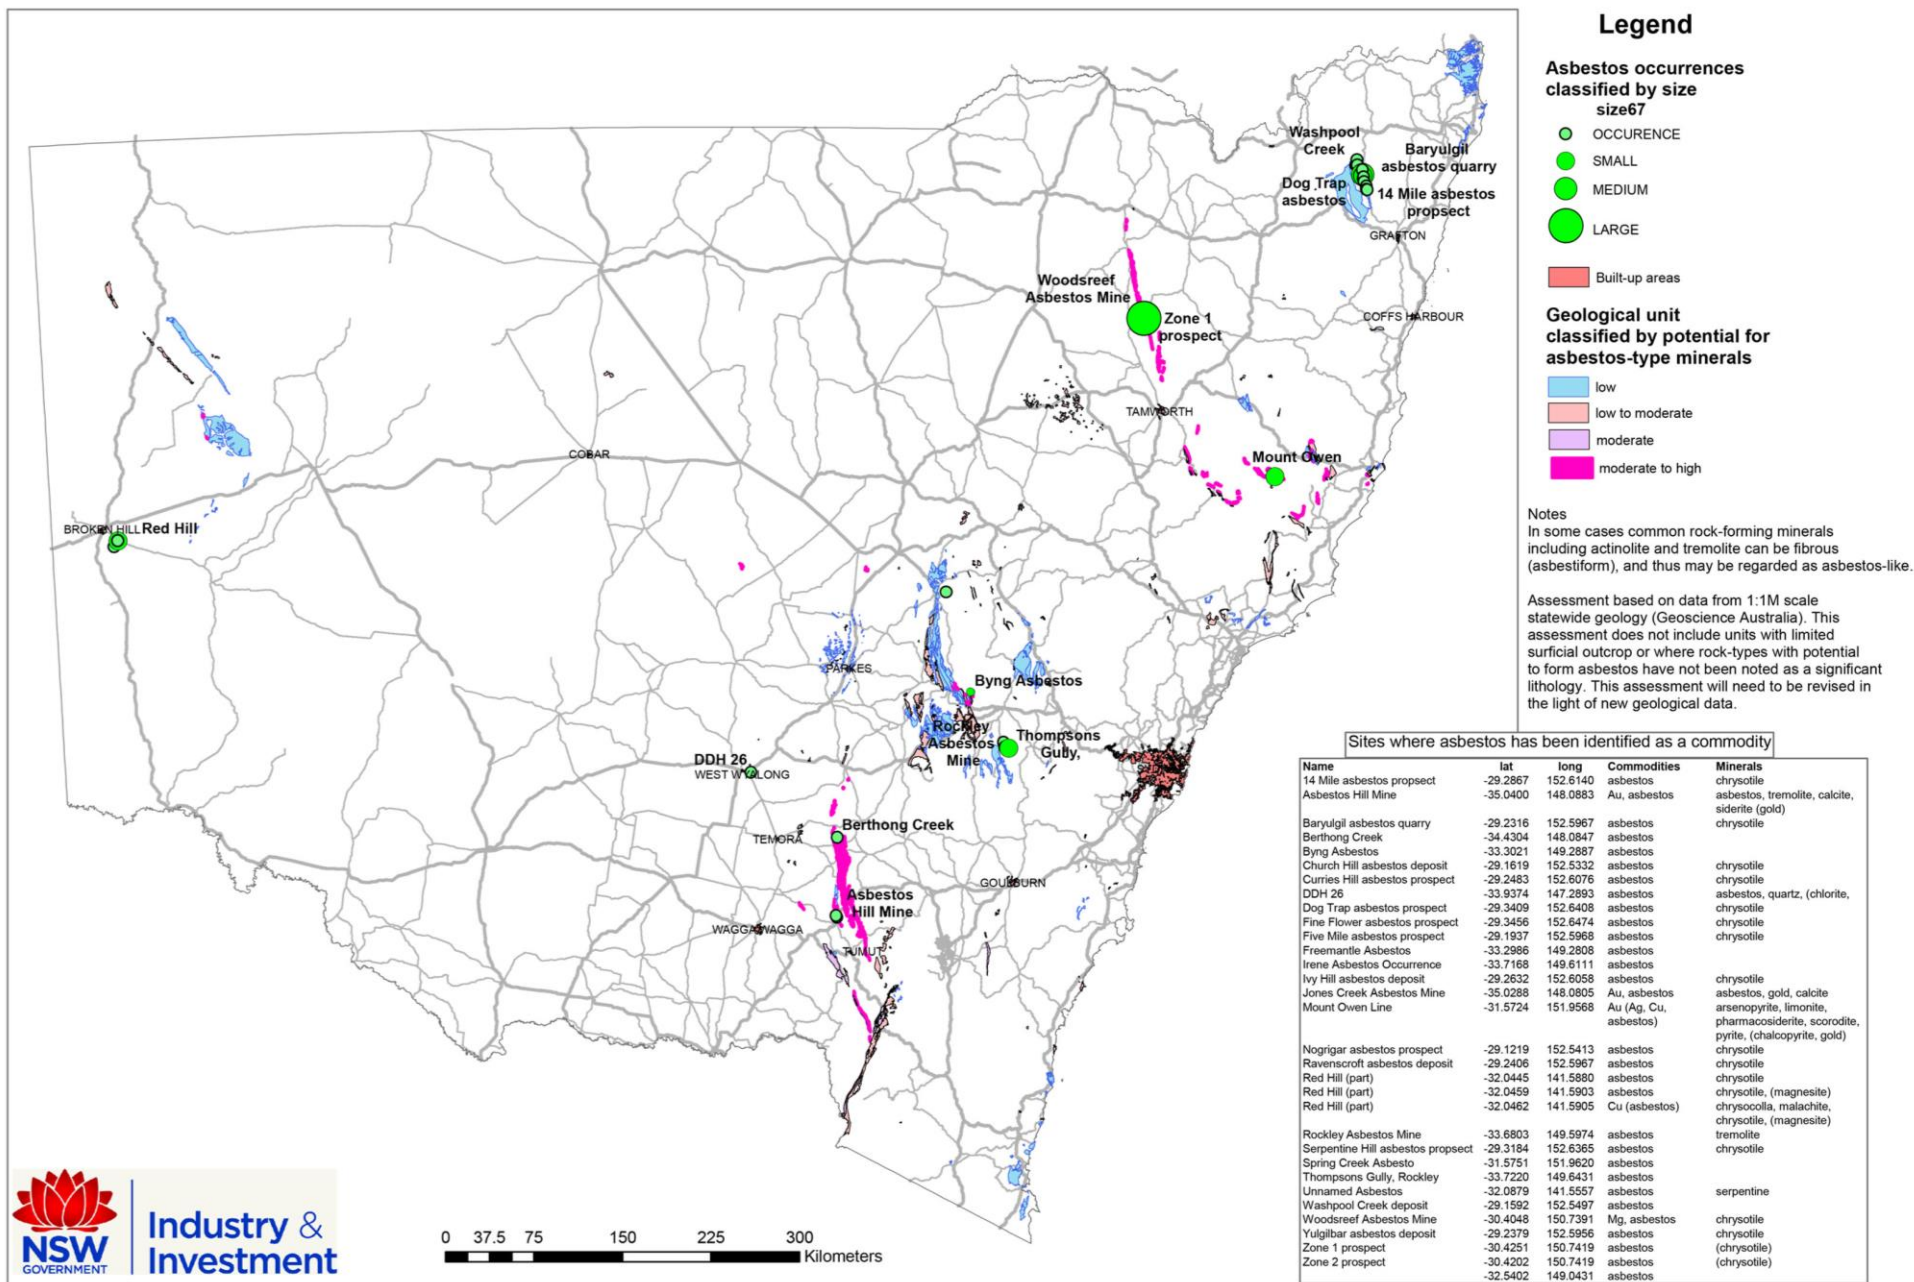 Legend
Asbestos occurrences
classified by size
size67
OCCURENCE
SMALL
MEDIUM
LARGE
Built-up areas
Geological unit
classified by potential for
asbestos-type minerals
low
low to moderate
moderate
moderate to high
Notes
In some cases common rock-forming minerals
including actinolite and tremolite can be fibrous
(asbestiform), and thus may be regarded as asbestos-like.
Assessment based on data from 1:1M scale
statewide geology (Geoscience Australia). This
assessment does not include units with limited
surficial outcrop or where rock-types with potential
to form asbestos have not been noted as a significant
lithology. This assessment will need to be revised in
the light of new geological data.
Washpool
Creek
Baryulgil
asbestos quarry
Dog Trap
asbestos
14 Mile asbestos
propsect
GRAFTON
Woodsreef
Asbestos Mine
Zone 1
prospect
COFFS HARBOUR
TAMWORTH
Mount Owen
COBAR
BROKEN HILL
Red Hill
PARKES
Byng Asbestos
Rockley
Asbestos
Mine
Thompsons
Gully,
DDH 26
WEST WYALONG
Berthong Creek
TEMORA
GOULBURN
Asbestos
Hill Mine
WAGGA WAGGA
TUMUT
Sites where asbestos has been identified as a commodity
Name lat long Commodities Minerals
14 Mile asbestos propsect -29.2867 152.6140 asbestos chrysotile
Asbestos Hill Mine -35.0400 148.0883 Au, asbestos asbestos, tremolite, calcite,
siderite (gold)
Baryulgil asbestos quarry -29.2316 152.5967 asbestos chrysotile
Berthong Creek -34.4304 148.0847 asbestos
Byng Asbestos -33.3021 149.2887 asbestos
Church Hill asbestos deposit -29.1619 152.5332 asbestos chrysotile
Curries Hill asbestos prospect -29.2483 152.6076 asbestos chrysotile
DDH 26 -33.9374 147.2893 asbestos asbestos, quartz, (chlorite,
Dog Trap asbestos prospect -29.3409 152.6408 asbestos chrysotile
Fine Flower asbestos prospect -29.3456 152.6474 asbestos chrysotile
Five Mile asbestos prospect -29.1937 152.5968 asbestos chrysotile
Freemantle Asbestos -33.2986 149.2808 asbestos
Irene Asbestos Occurrence -33.7168 149.6111 asbestos
Ivy Hill asbestos deposit -29.2632 152.6058 asbestos chrysotile
Jones Creek Asbestos Mine -35.0288 148.0805 Au, asbestos asbestos, gold, calcite
Mount Owen Line -31.5724 151.9568 Au (Ag, Cu, arsenopyrite, limonite,
asbestos) pharmacosiderite, scorodite,
pyrite, (chalcopyrite, gold)
Nogrigar asbestos prospect -29.1219 152.5413 asbestos chrysotile
Ravenscroft asbestos deposit -29.2406 152.5967 asbestos chrysotile
Red Hill (part) -32.0445 141.5880 asbestos chrysotile
Red Hill (part) -32.0459 141.5903 asbestos chrysotile, (magnesite)
Red Hill (part) -32.0462 141.5905 Cu (asbestos) chrysocolla, malachite,
chrysotile, (magnesite)
Rockley Asbestos Mine -33.6803 149.5974 asbestos tremolite
Serpentine Hill asbestos propsect -29.3184 152.6365 asbestos chrysotile
Spring Creek Asbesto -31.5751 151.9620 asbestos
Thompsons Gully, Rockley -33.7220 149.6431 asbestos
Unnamed Asbestos -32.0879 141.5557 asbestos serpentine
Washpool Creek deposit -29.1592 152.5497 asbestos
Woodsreef Asbestos Mine -30.4048 150.7391 Mg, asbestos chrysotile
Yulgilbar asbestos deposit -29.2379 152.5956 asbestos chrysotile
Zone 1 prospect -30.4251 150.7419 asbestos (chrysotile)
Zone 2 prospect -30.4202 150.7419 asbestos (chrysotile)
-32.5402 149.0431 asbestos
0 37.5 75 150 225 300
Kilometers
NSW
GOVERNMENT
Industry &
Investment